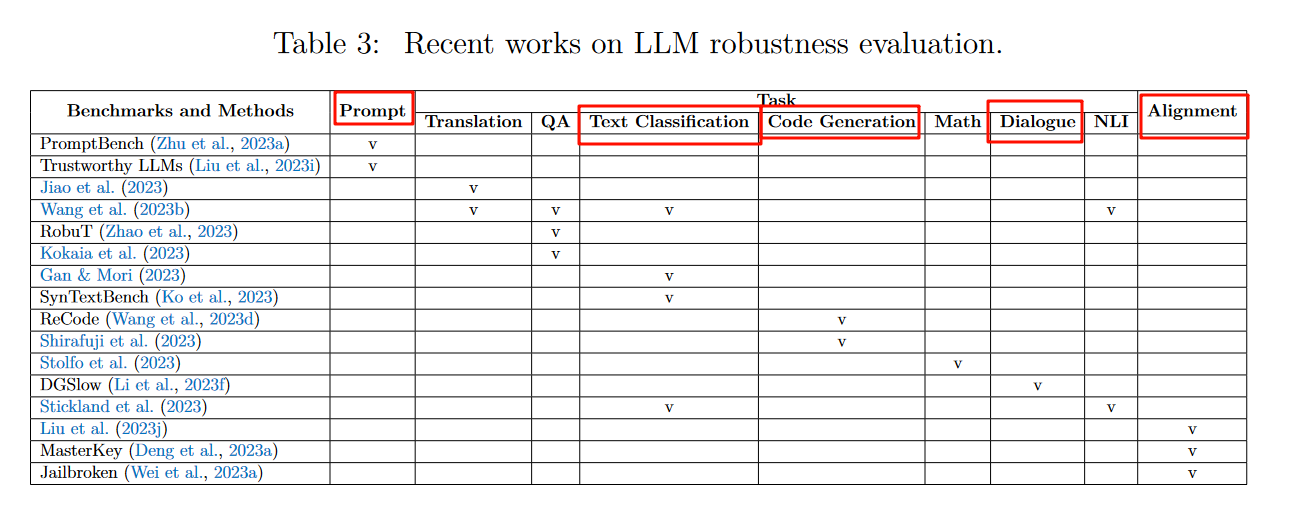 Table 3: Recent works on LLM robustness evaluation.
Benchmarks and Methods Prompt Task Alignment
Translation QA Text Classification Code Generation Math Dialogue NLI
PromptBench (Zhu et al., 2023a) v
Trustworthy LLMs (Liu et al., 2023i) v
Jiao et al. (2023) v
Wang et al. (2023b) v v v v
RobuT (Zhao et al., 2023) v
Kokaia et al. (2023) v
Gan & Mori (2023) v
SynTextBench (Ko et al., 2023) v
ReCode (Wang et al., 2023d) v
Shirafuji et al. (2023) v
Stolfo et al. (2023) v
DGSlow (Li et al., 2023f) v
Stickland et al. (2023) v v
Liu et al. (2023j) v
MasterKey (Deng et al., 2023a) v
Jailbroken (Wei et al., 2023a) v